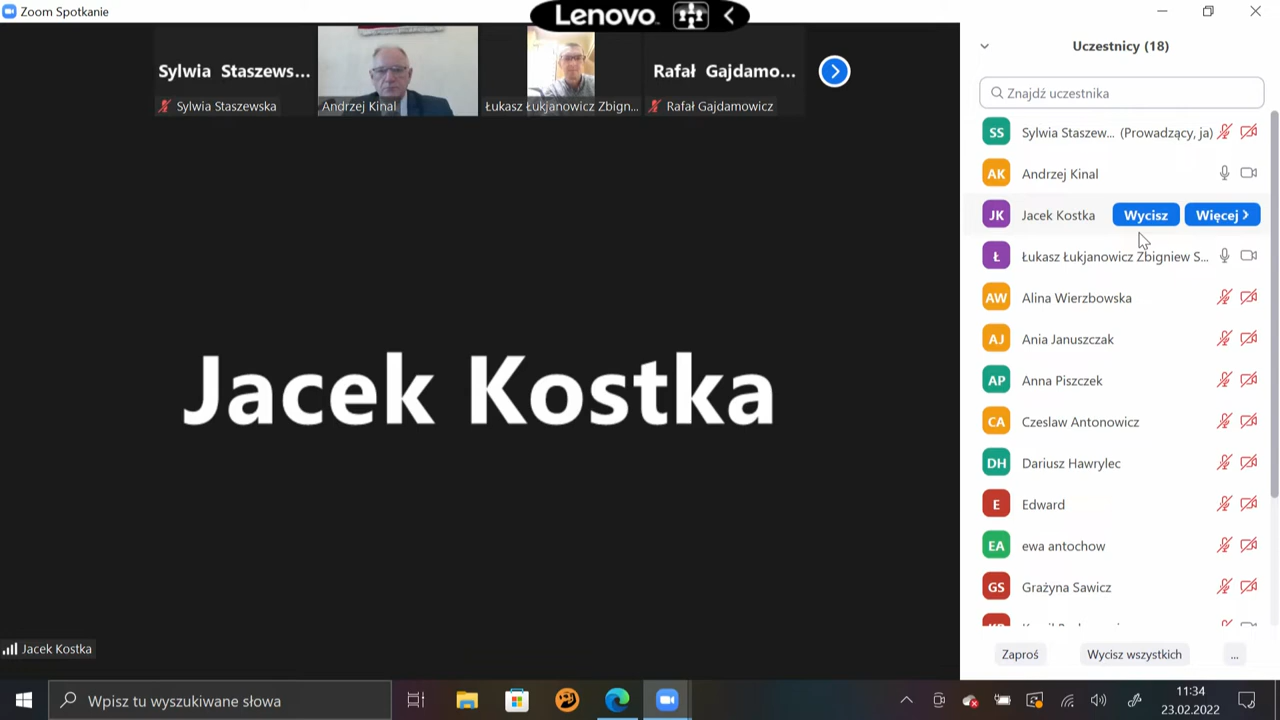 Zoom Spotkanie
Lenovo
Sylwia Staszews...
Rafał Gajdamo...
Sylwia Staszewska
Andrzej Kinal
Łukasz Łukjanowicz Zbign...
Rafał Gajdamowicz
Jacek Kostka
Jacek Kostka
Uczestnicy (18)
Znajdź uczestnika
SS Sylwia Staszew... (Prowadzący, ja)
AK Andrzej Kinal
JK Jacek Kostka Wycisz Więcej
Ł Łukasz Łukjanowicz Zbigniew S...
AW Alina Wierzbowska
AJ Ania Januszczak
AP Anna Piszczek
CA Czeslaw Antonowicz
DH Dariusz Hawrylec
E Edward
EA ewa antochow
GS Grażyna Sawicz
Zaproś Wycisz wszystkich ...
Wpisz tu wyszukiwane słowa
11:34
23.02.2022